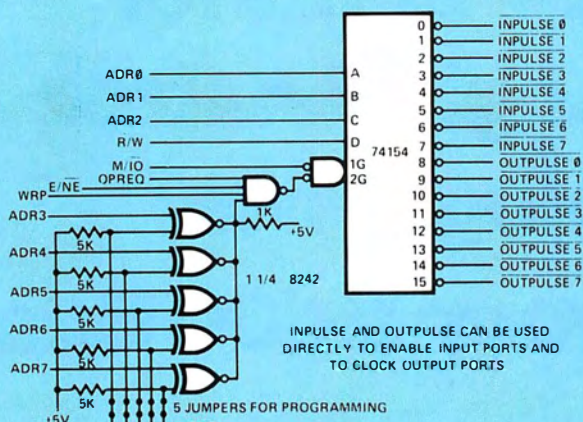 0 INPULSE 0
1 INPULSE 1
2 INPULSE 2
3 INPULSE 3
4 INPULSE 4
5 INPULSE 5
6 INPULSE 6
7 INPULSE 7
8 OUTPULSE 0
9 OUTPULSE 1
10 OUTPULSE 2
11 OUTPULSE 3
12 OUTPULSE 4
13 OUTPULSE 5
14 OUTPULSE 6
15 OUTPULSE 7
74154
ADR0 A
ADR1 B
ADR2 C
R/W D
M/IO 1G
OPREQ 2G
E/NE
WRP
1K
+5V
ADR3
5K
ADR4
5K
ADR5
5K
ADR6
5K
ADR7
5K
+5V
1 1/4 8242
5 JUMPERS FOR PROGRAMMING
INPULSE AND OUTPULSE CAN BE USED
DIRECTLY TO ENABLE INPUT PORTS AND
TO CLOCK OUTPUT PORTS